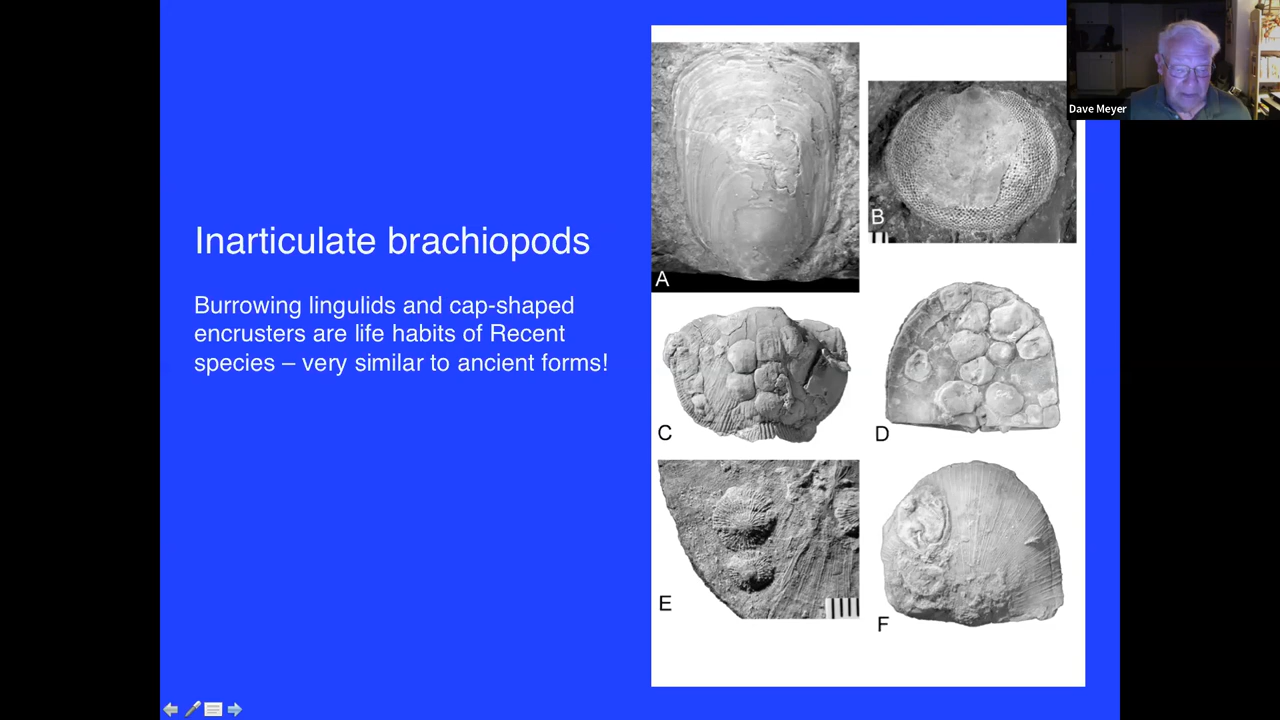 Dave Meyer
Inarticulate brachiopods
Burrowing lingulids and cap-shaped
encrusters are life habits of Recent
species – very similar to ancient forms!
A
B
C
D
E
F